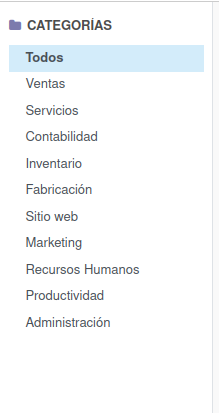 CATEGORÍAS
Todos
Ventas
Servicios
Contabilidad
Inventario
Fabricación
Sitio web
Marketing
Recursos Humanos
Productividad
Administración